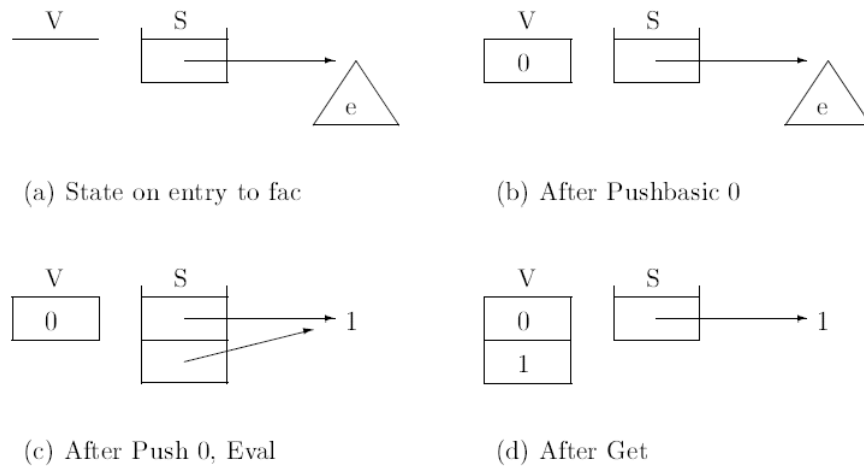 V S V S
0
e e
(a) State on entry to fac (b) After Pushbasic 0
V S V S
0 1 0 1
1
(c) After Push 0, Eval (d) After Get